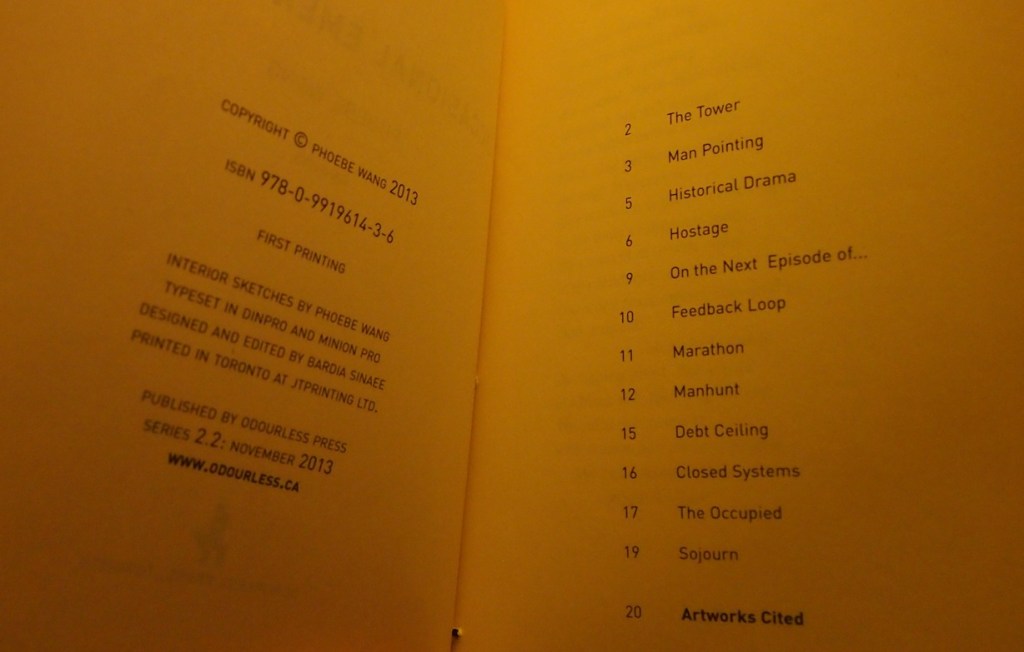 COPYRIGHT © PHOEBE WANG 2013
ISBN 978-0-9919614-3-6
FIRST PRINTING
INTERIOR SKETCHES BY PHOEBE WANG
TYPESET IN DINPRO AND MINION PRO
DESIGNED AND EDITED BY BARDIA SINAEE
PRINTED IN TORONTO AT JTPRINTING LTD.
PUBLISHED BY ODOURLESS PRESS
SERIES 2.2: NOVEMBER 2013
WWW.ODOURLESS.CA
2 The Tower
3 Man Pointing
5 Historical Drama
6 Hostage
9 On the Next Episode of...
10 Feedback Loop
11 Marathon
12 Manhunt
15 Debt Ceiling
16 Closed Systems
17 The Occupied
19 Sojourn
20 Artworks Cited